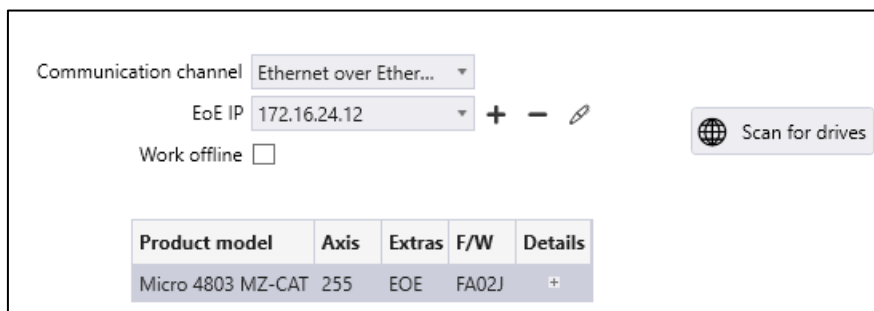 Communication channel Ethernet over Ether...
EoE IP 172.16.24.12
Scan for drives
Work offline
Product model Axis Extras F/W Details
Micro 4803 MZ-CAT 255 EOE FA02J +